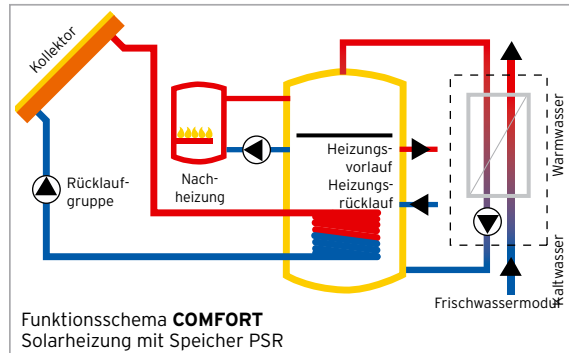 Kollektor
Rücklauf-
gruppe
Nach-
heizung
Heizungs-
vorlauf
Heizungs-
rücklauf
Warmwasser
Kaltwasser
Frischwassermodul
Funktionsschema COMFORT
Solarheizung mit Speicher PSR